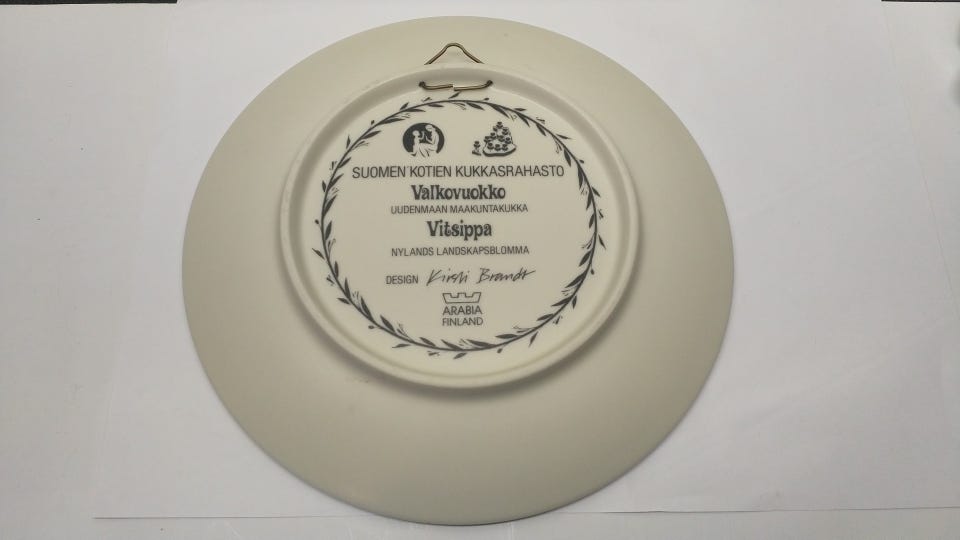 SUOMEN KOTIEN KUKKASRAHASTO
Valkovuokko
UUDENMAAN MAAKUNTAKUKKA
Vitsippa
NYLANDS LANDSKAPSBLOMMA
DESIGN Kirsti Brandt
ARABIA
FINLAND